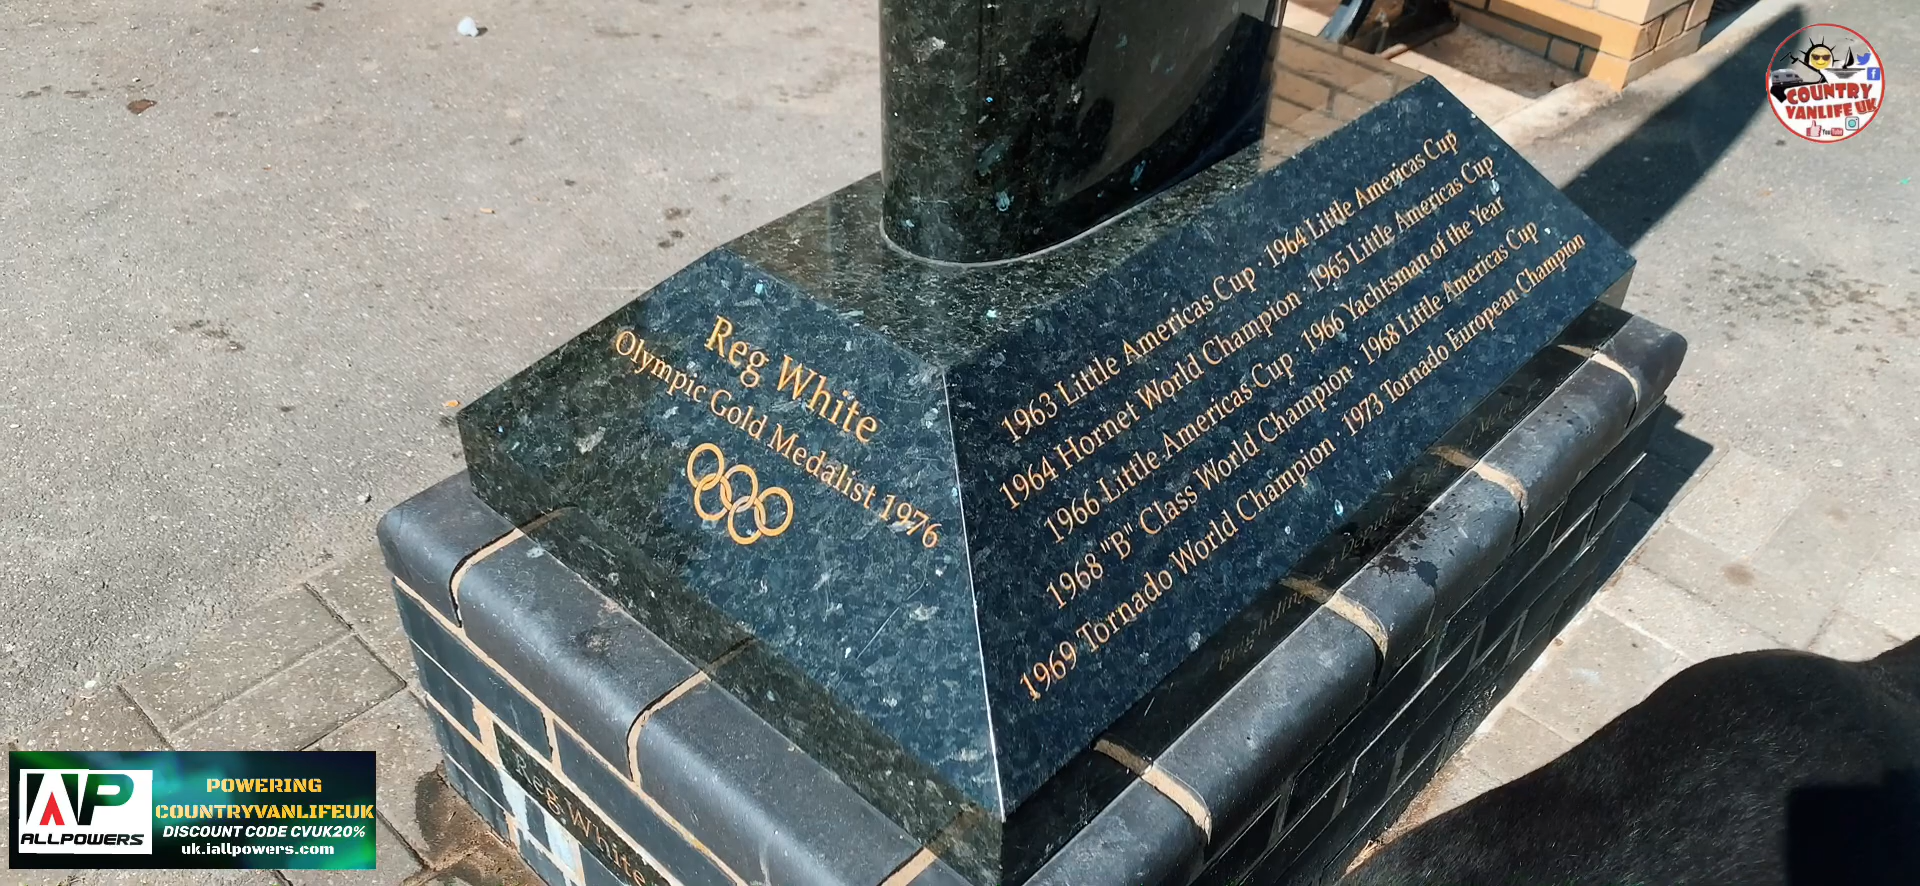 Reg White
Olympic Gold Medalist 1976
1963 Little Americas Cup · 1964 Little Americas Cup
1964 Hornet World Champion · 1965 Little Americas Cup
1966 Little Americas Cup · 1966 Yachtsman of the Year
1968 "B" Class World Champion · 1968 Little Americas Cup
1969 Tornado World Champion · 1973 Tornado European Champion
Reg White
COUNTRY
VANLIFE UK
AP
ALLPOWERS
POWERING
COUNTRYVANLIFEUK
DISCOUNT CODE CVUK20%
uk.iallpowers.com